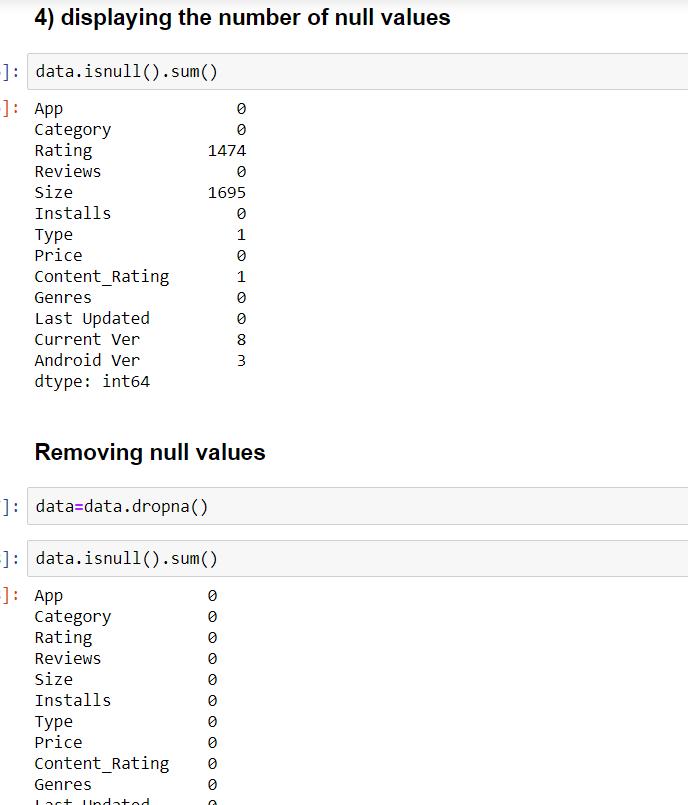 4) displaying the number of null values
]: data.isnull().sum()
]: App 0
Category 0
Rating 1474
Reviews 0
Size 1695
Installs 0
Type 1
Price 0
Content_Rating 1
Genres 0
Last Updated 0
Current Ver 8
Android Ver 3
dtype: int64
Removing null values
]: data=data.dropna()
]: data.isnull().sum()
]: App 0
Category 0
Rating 0
Reviews 0
Size 0
Installs 0
Type 0
Price 0
Content_Rating 0
Genres 0
Last Updated 0